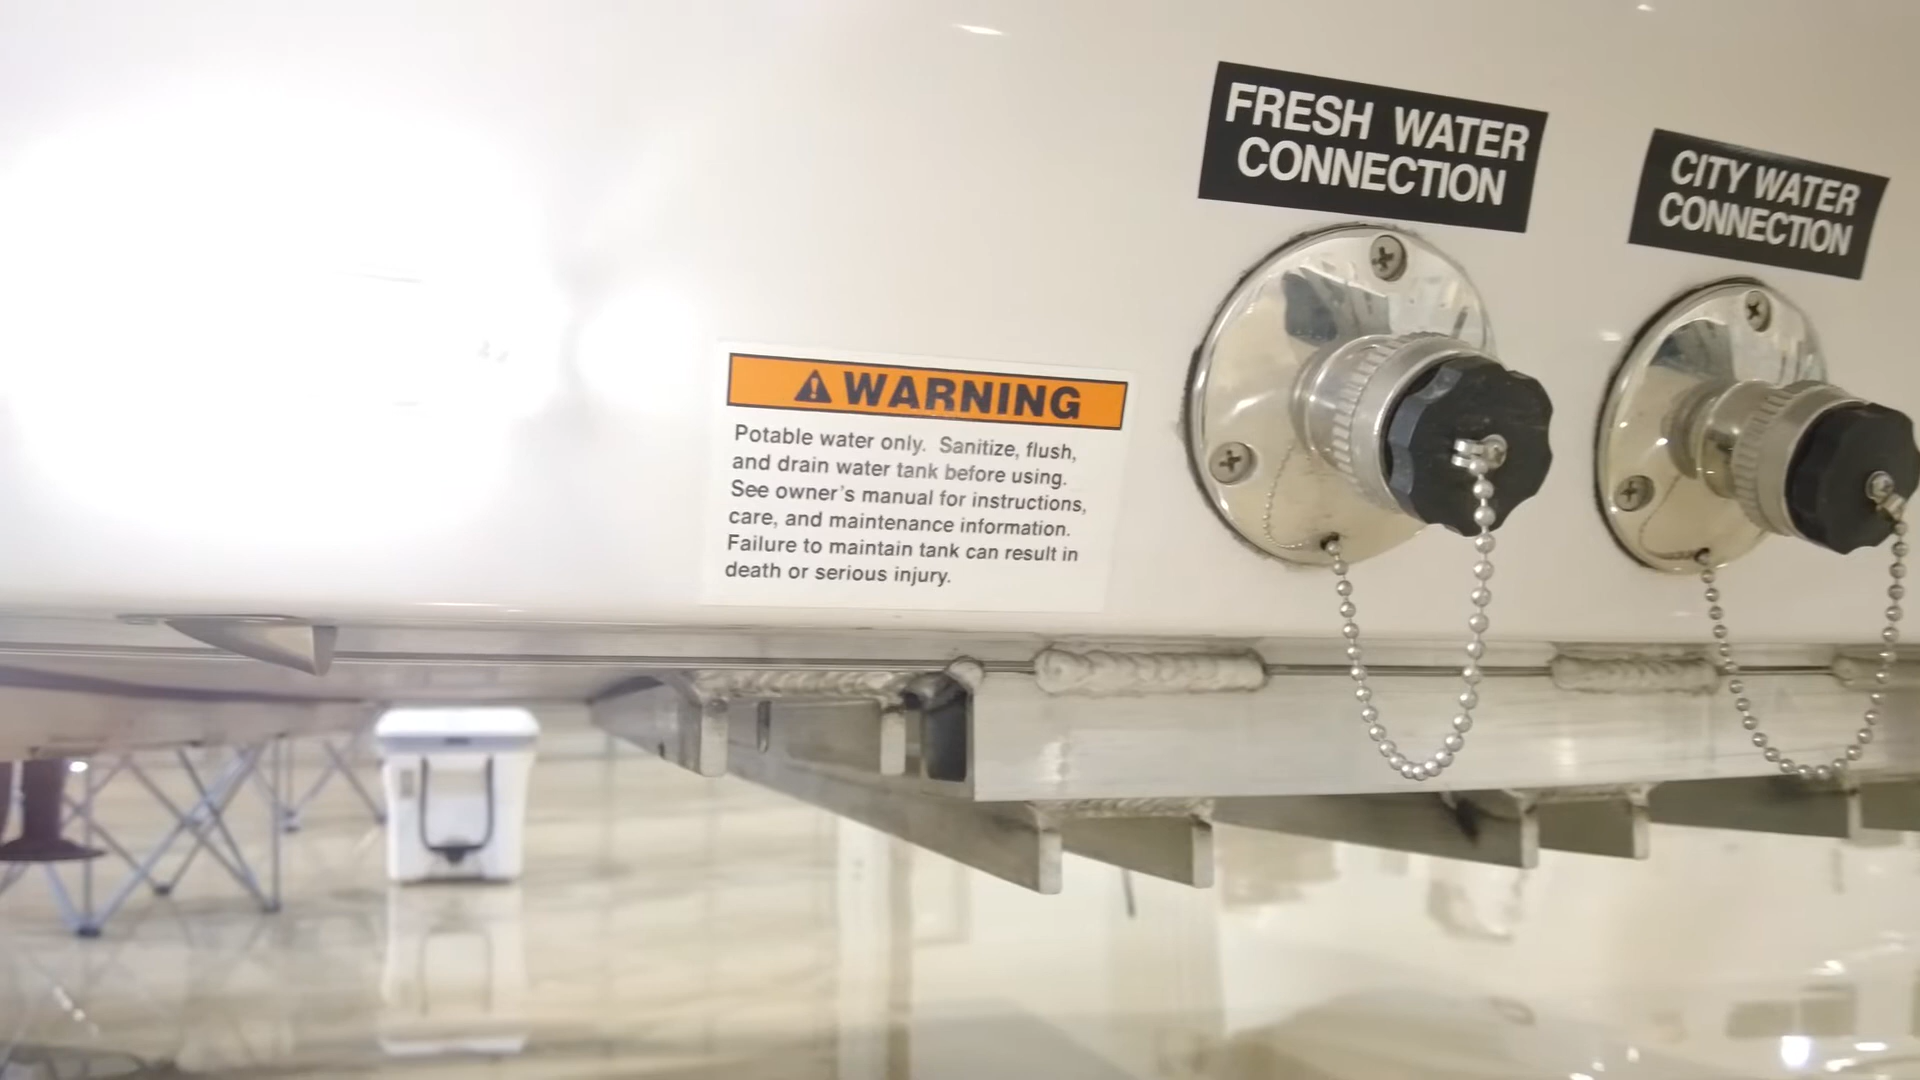 FRESH WATER
CONNECTION
CITY WATER
CONNECTION
WARNING
Potable water only. Sanitize, flush,
and drain water tank before using.
See owner's manual for instructions,
care, and maintenance information.
Failure to maintain tank can result in
death or serious injury.